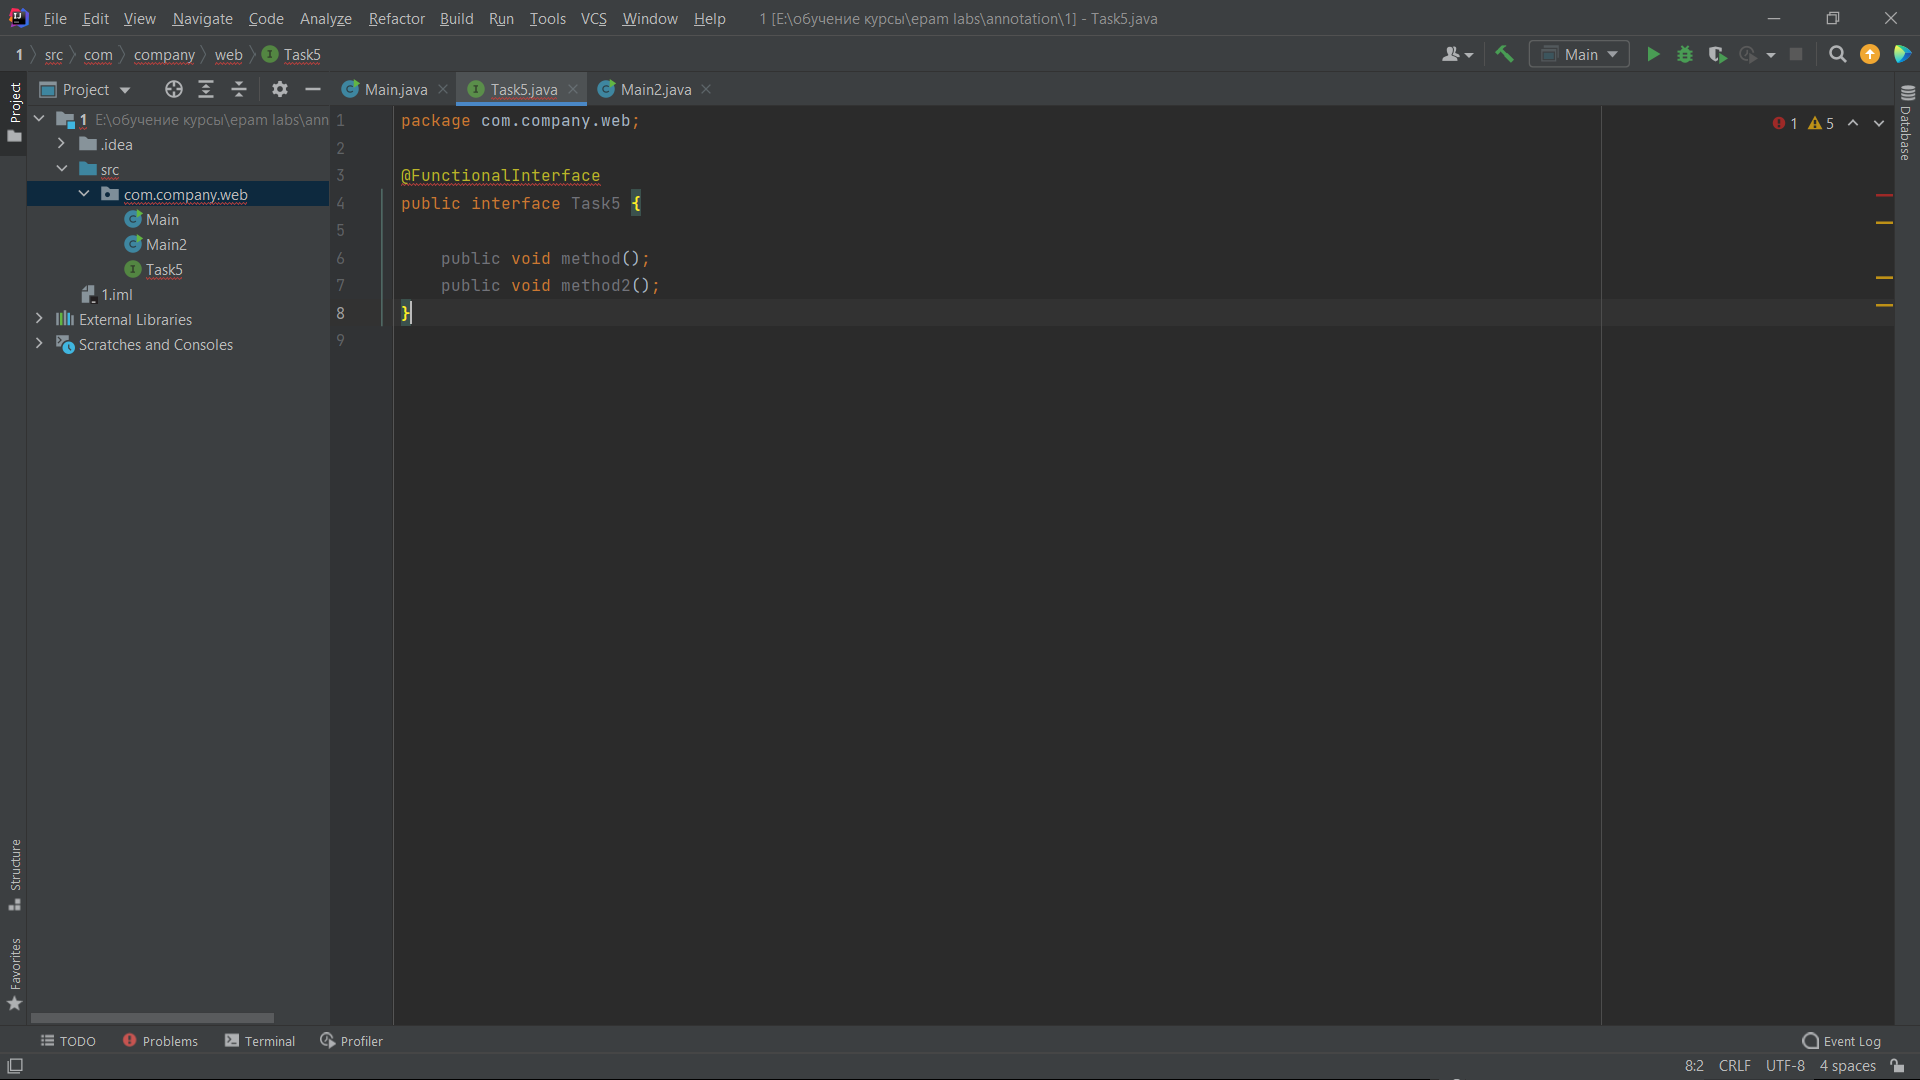 File Edit View Navigate Code Analyze Refactor Build Run Tools VCS Window Help 1 [E:\обучение курсы\epam labs\annotation\1] - Task5.java
1 src com company web Task5 Main
Project Main.java Task5.java Main2.java
Project
Database
Structure
Favorites
1 E:\обучение курсы\epam labs\ann
.idea
src
com.company.web
Main
Main2
Task5
1.iml
External Libraries
Scratches and Consoles
1 package com.company.web;
2
3 @FunctionalInterface
4 public interface Task5 {
5
6 public void method();
7 public void method2();
8 }
9
1 5
TODO Problems Terminal Profiler Event Log
8:2 CRLF UTF-8 4 spaces